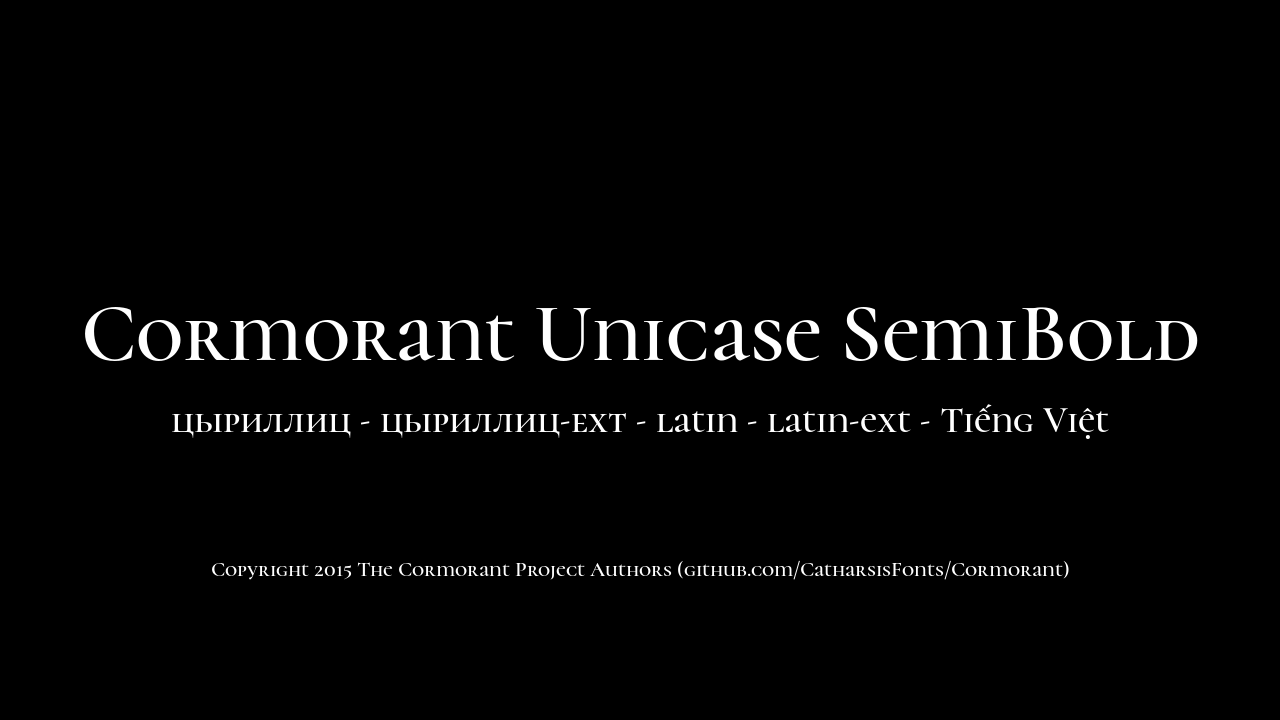 Cormorant Unicase SemiBold
цыриллиц - цыриллиц-ext - Latin - Latin-ext - Tiếng Việt
Copyright 2015 The Cormorant Project Authors (github.com/CatharsisFonts/Cormorant)